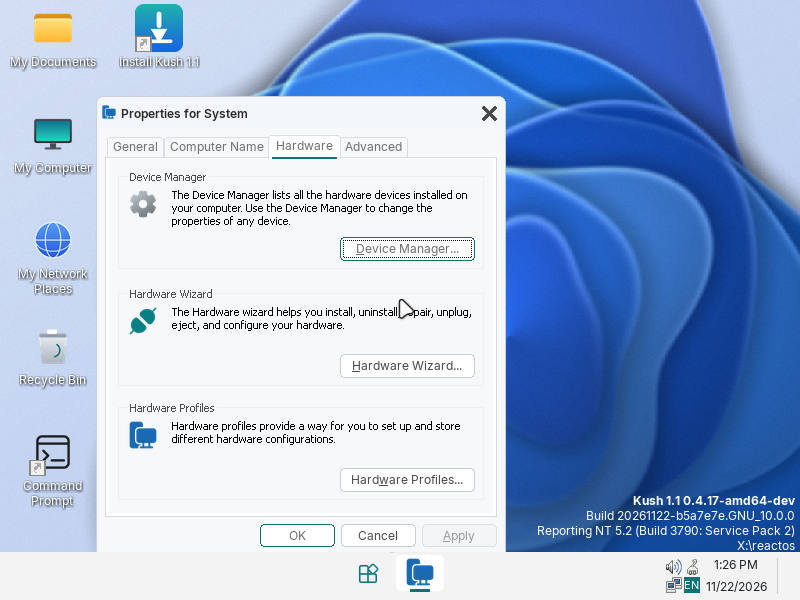 My Documents
Install Kush 1.1
My Computer
My Network
Places
Recycle Bin
Command
Prompt
Properties for System
General
Computer Name
Hardware
Advanced
Device Manager
The Device Manager lists all the hardware devices installed on
your computer. Use the Device Manager to change the
properties of any device.
Device Manager...
Hardware Wizard
The Hardware wizard helps you install, uninstall, pair, unplug,
eject, and configure your hardware.
Hardware Wizard...
Hardware Profiles
Hardware profiles provide a way for you to set up and store
different hardware configurations.
Hardware Profiles...
OK
Cancel
Apply
Kush 1.1 0.4.17-amd64-dev
Build 20261122-b5a7e7e.GNU_10.0.0
Reporting NT 5.2 (Build 3790: Service Pack 2)
X:\reactos
EN
1:26 PM
11/22/2026